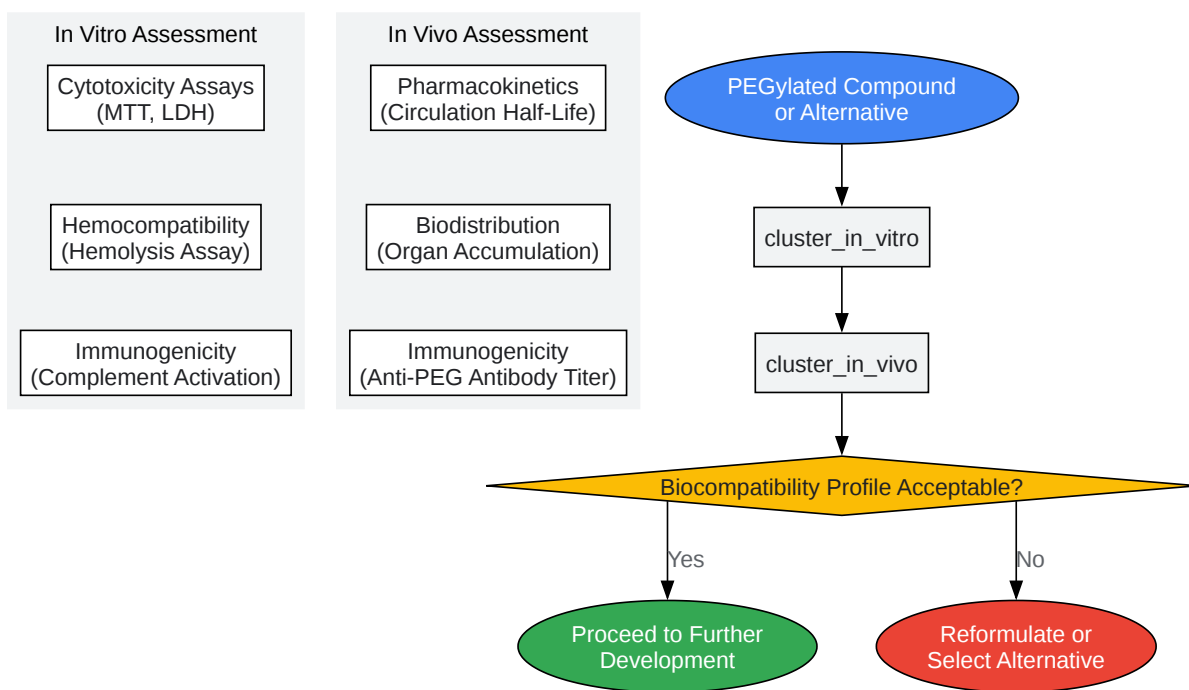 In Vitro Assessment
Cytotoxicity Assays
(MTT, LDH)
Hemocompatibility
(Hemolysis Assay)
Immunogenicity
(Complement Activation)
In Vivo Assessment
Pharmacokinetics
(Circulation Half-Life)
Biodistribution
(Organ Accumulation)
Immunogenicity
(Anti-PEG Antibody Titer)
PEGylated Compound
or Alternative
cluster_in_vitro
cluster_in_vivo
Biocompatibility Profile Acceptable?
Yes
No
Proceed to Further
Development
Reformulate or
Select Alternative